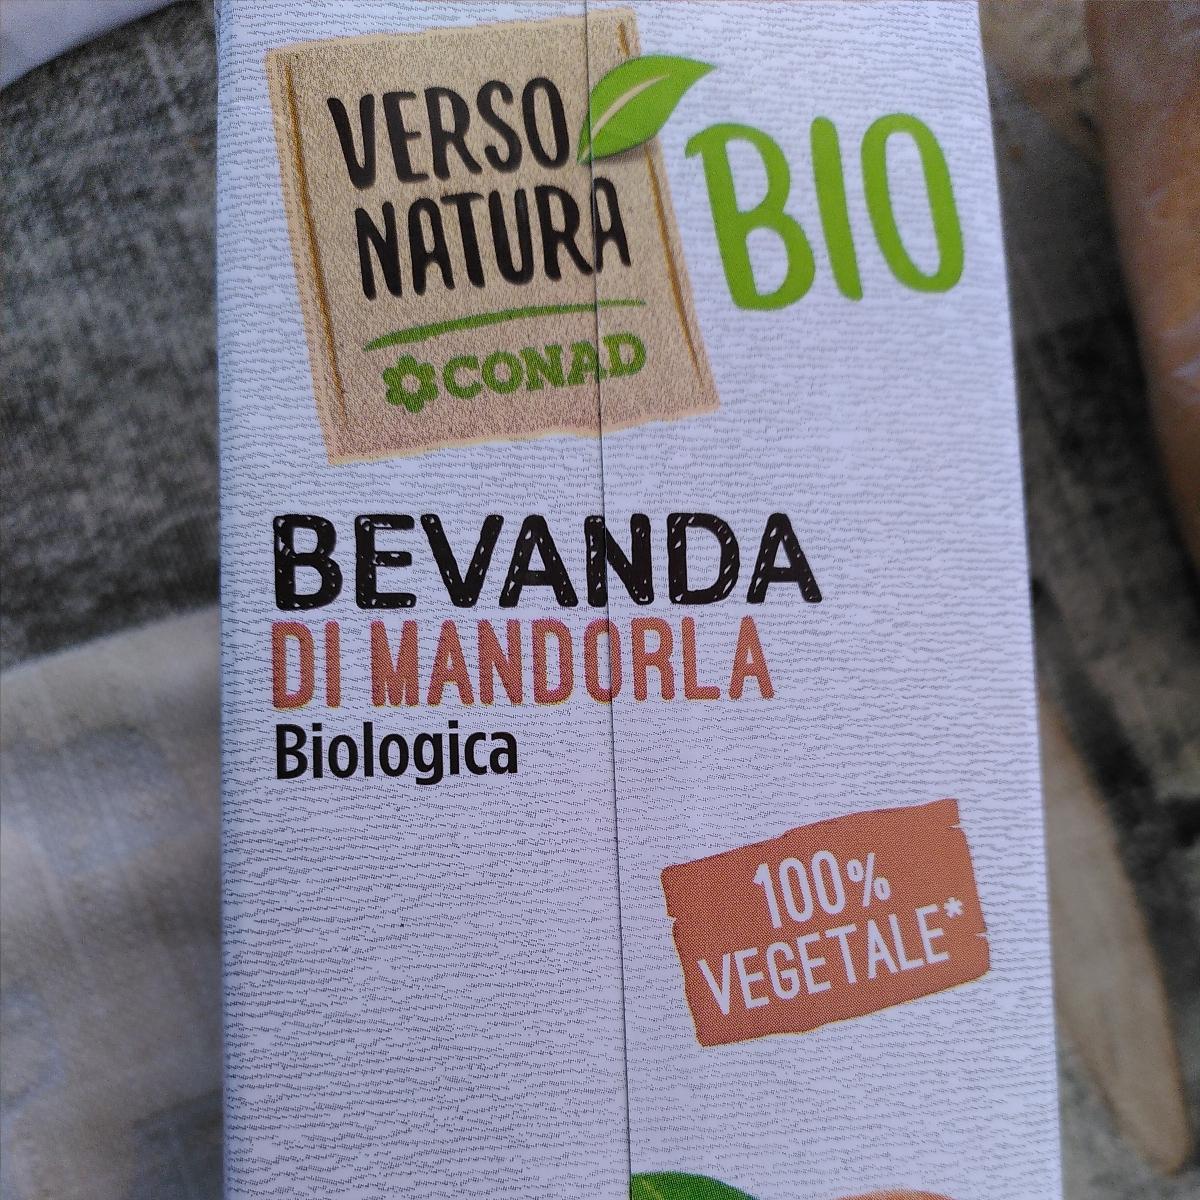 VERSO
NATURA
CONAD
BIO
BEVANDA
DI MANDORLA
Biologica
100%
VEGETALE*